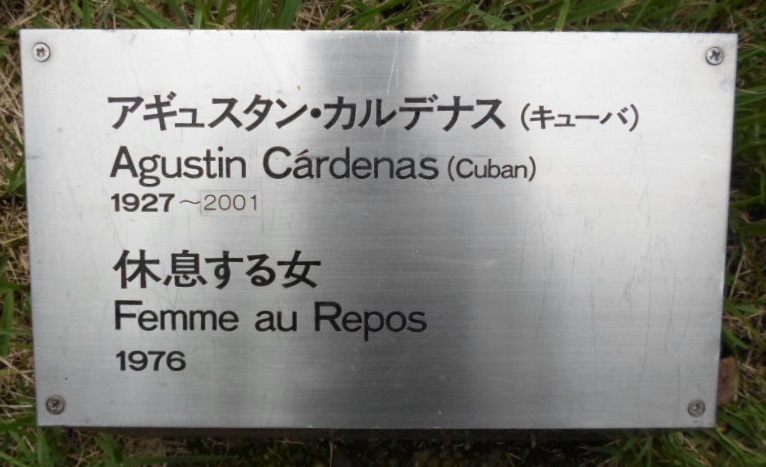 アギュスタン・カルデナス (キューバ)
Agustin Cárdenas (Cuban)
1927～2001
休息する女
Femme au Repos
1976